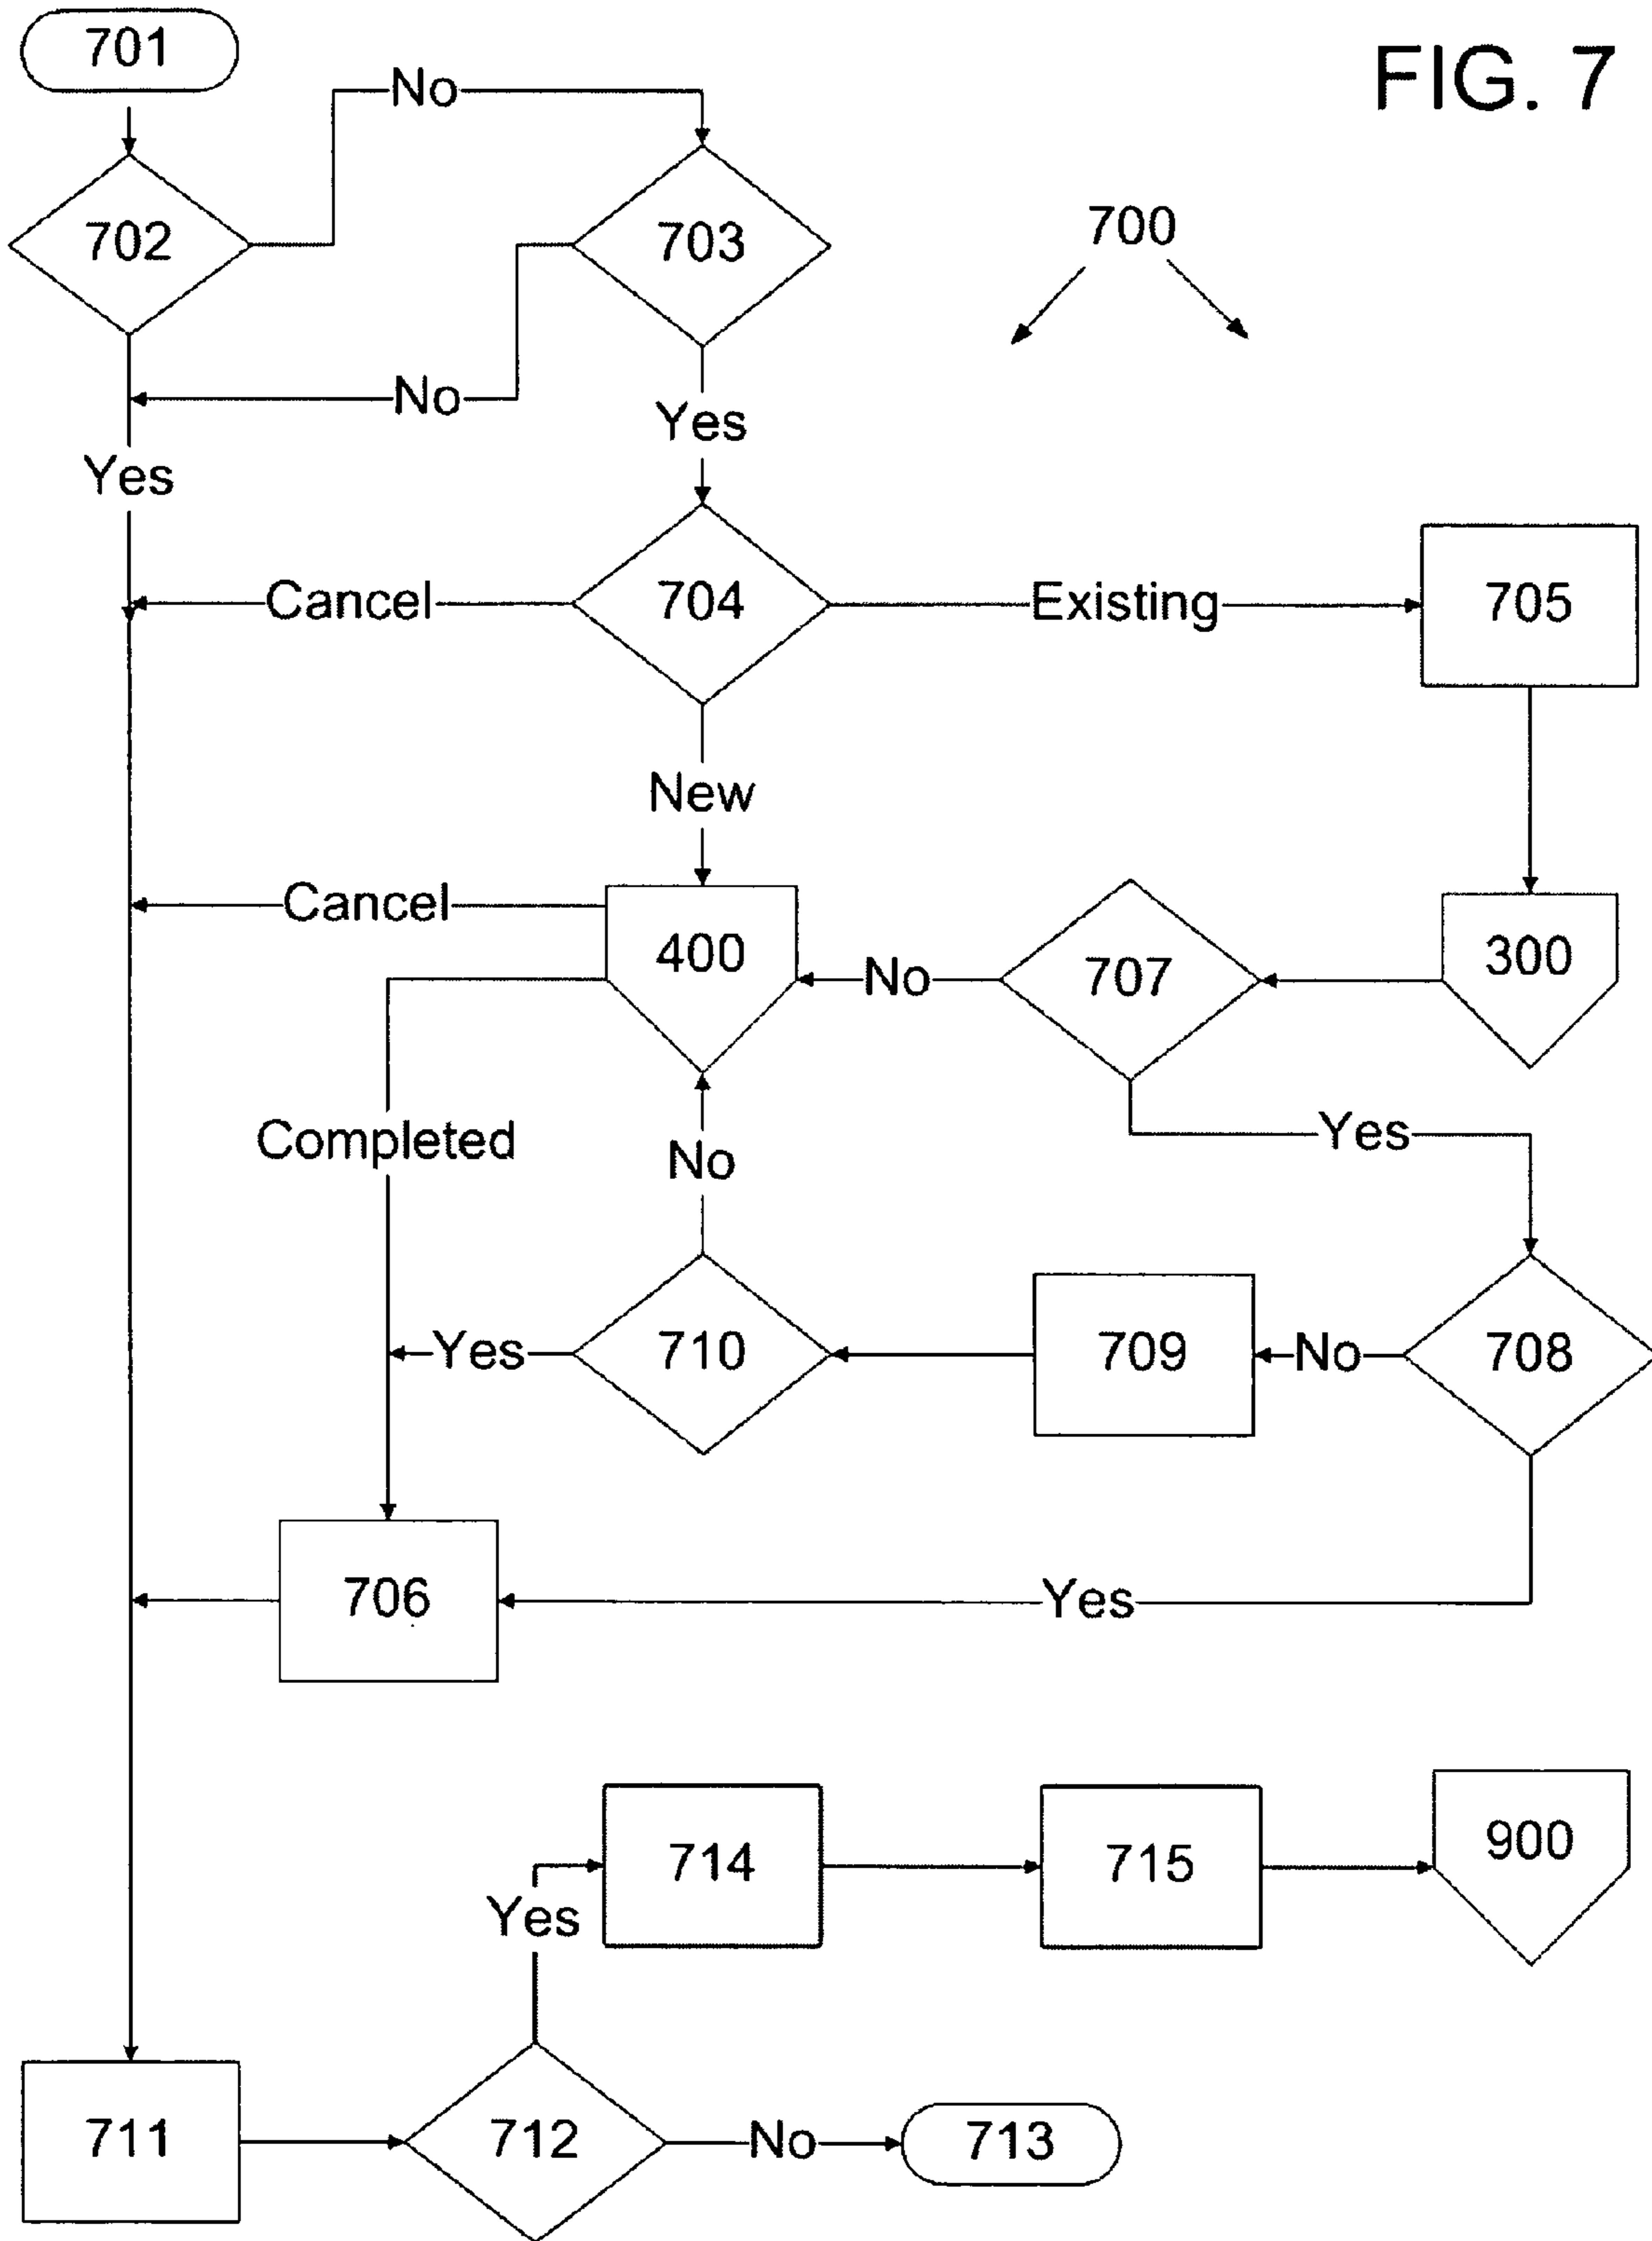 701
No
FIG. 7
702
703
700
No
Yes
Yes
Cancel
704
Existing
705
New
Cancel
400
No
707
300
Completed
No
Yes
Yes
710
709
No
708
706
Yes
714
715
900
Yes
711
712
No
713